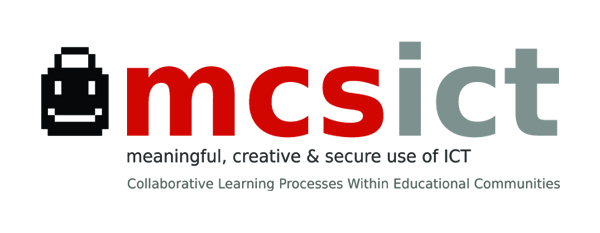 mcsict
meaningful, creative & secure use of ICT
Collaborative Learning Processes Within Educational Communities